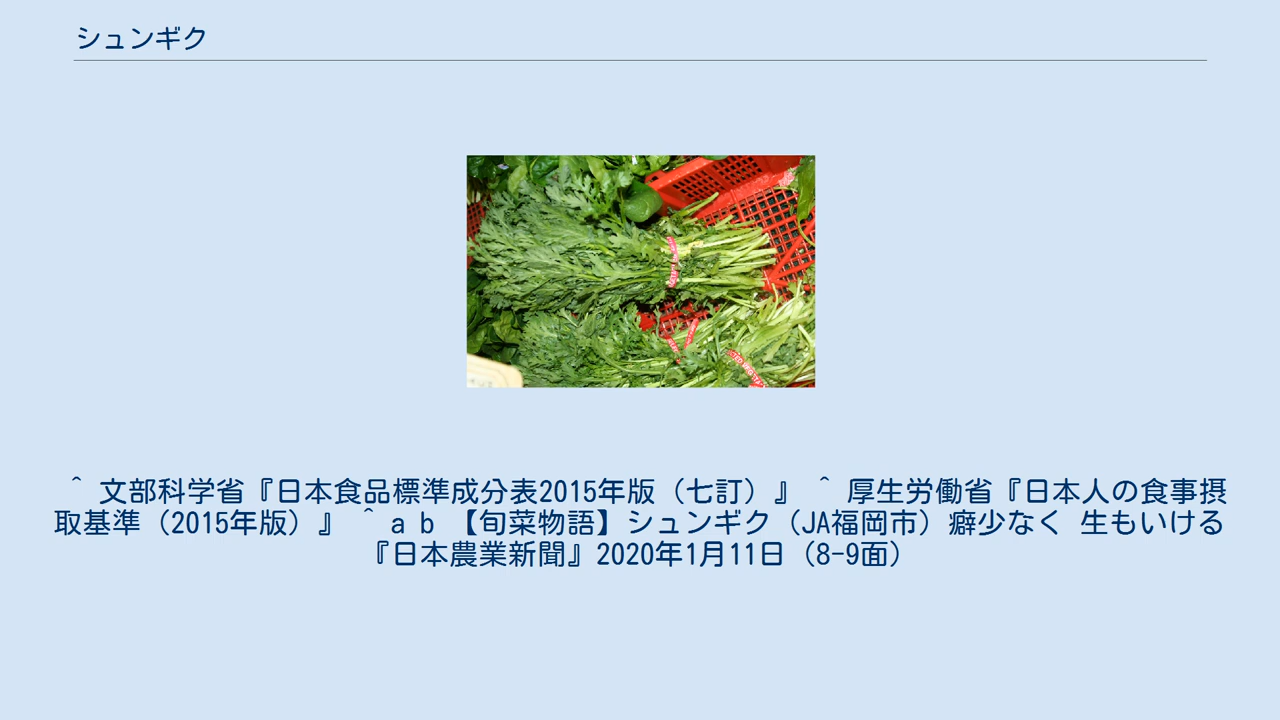 シュンギク
^ 文部科学省『日本食品標準成分表2015年版（七訂）』 ^ 厚生労働省『日本人の食事摂
取基準（2015年版）』 ^ a b 【旬菜物語】シュンギク（JA福岡市）癖少なく 生もいける
『日本農業新聞』2020年1月11日（8-9面）